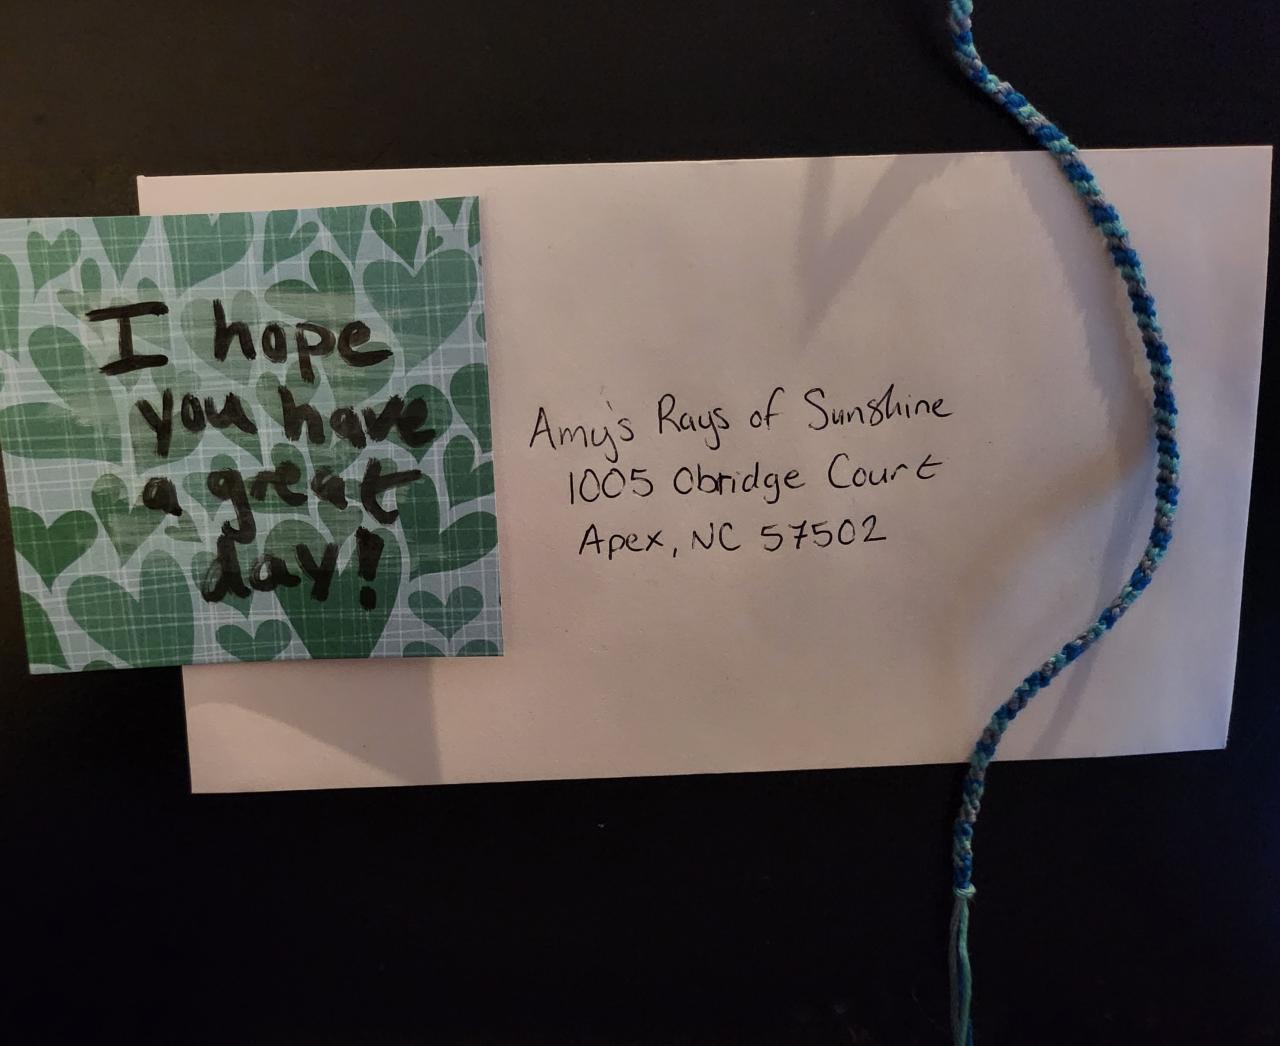 I hope
you have
a great
day!
Amy's Rays of Sunshine
1005 Obridge Court
Apex, NC 57502